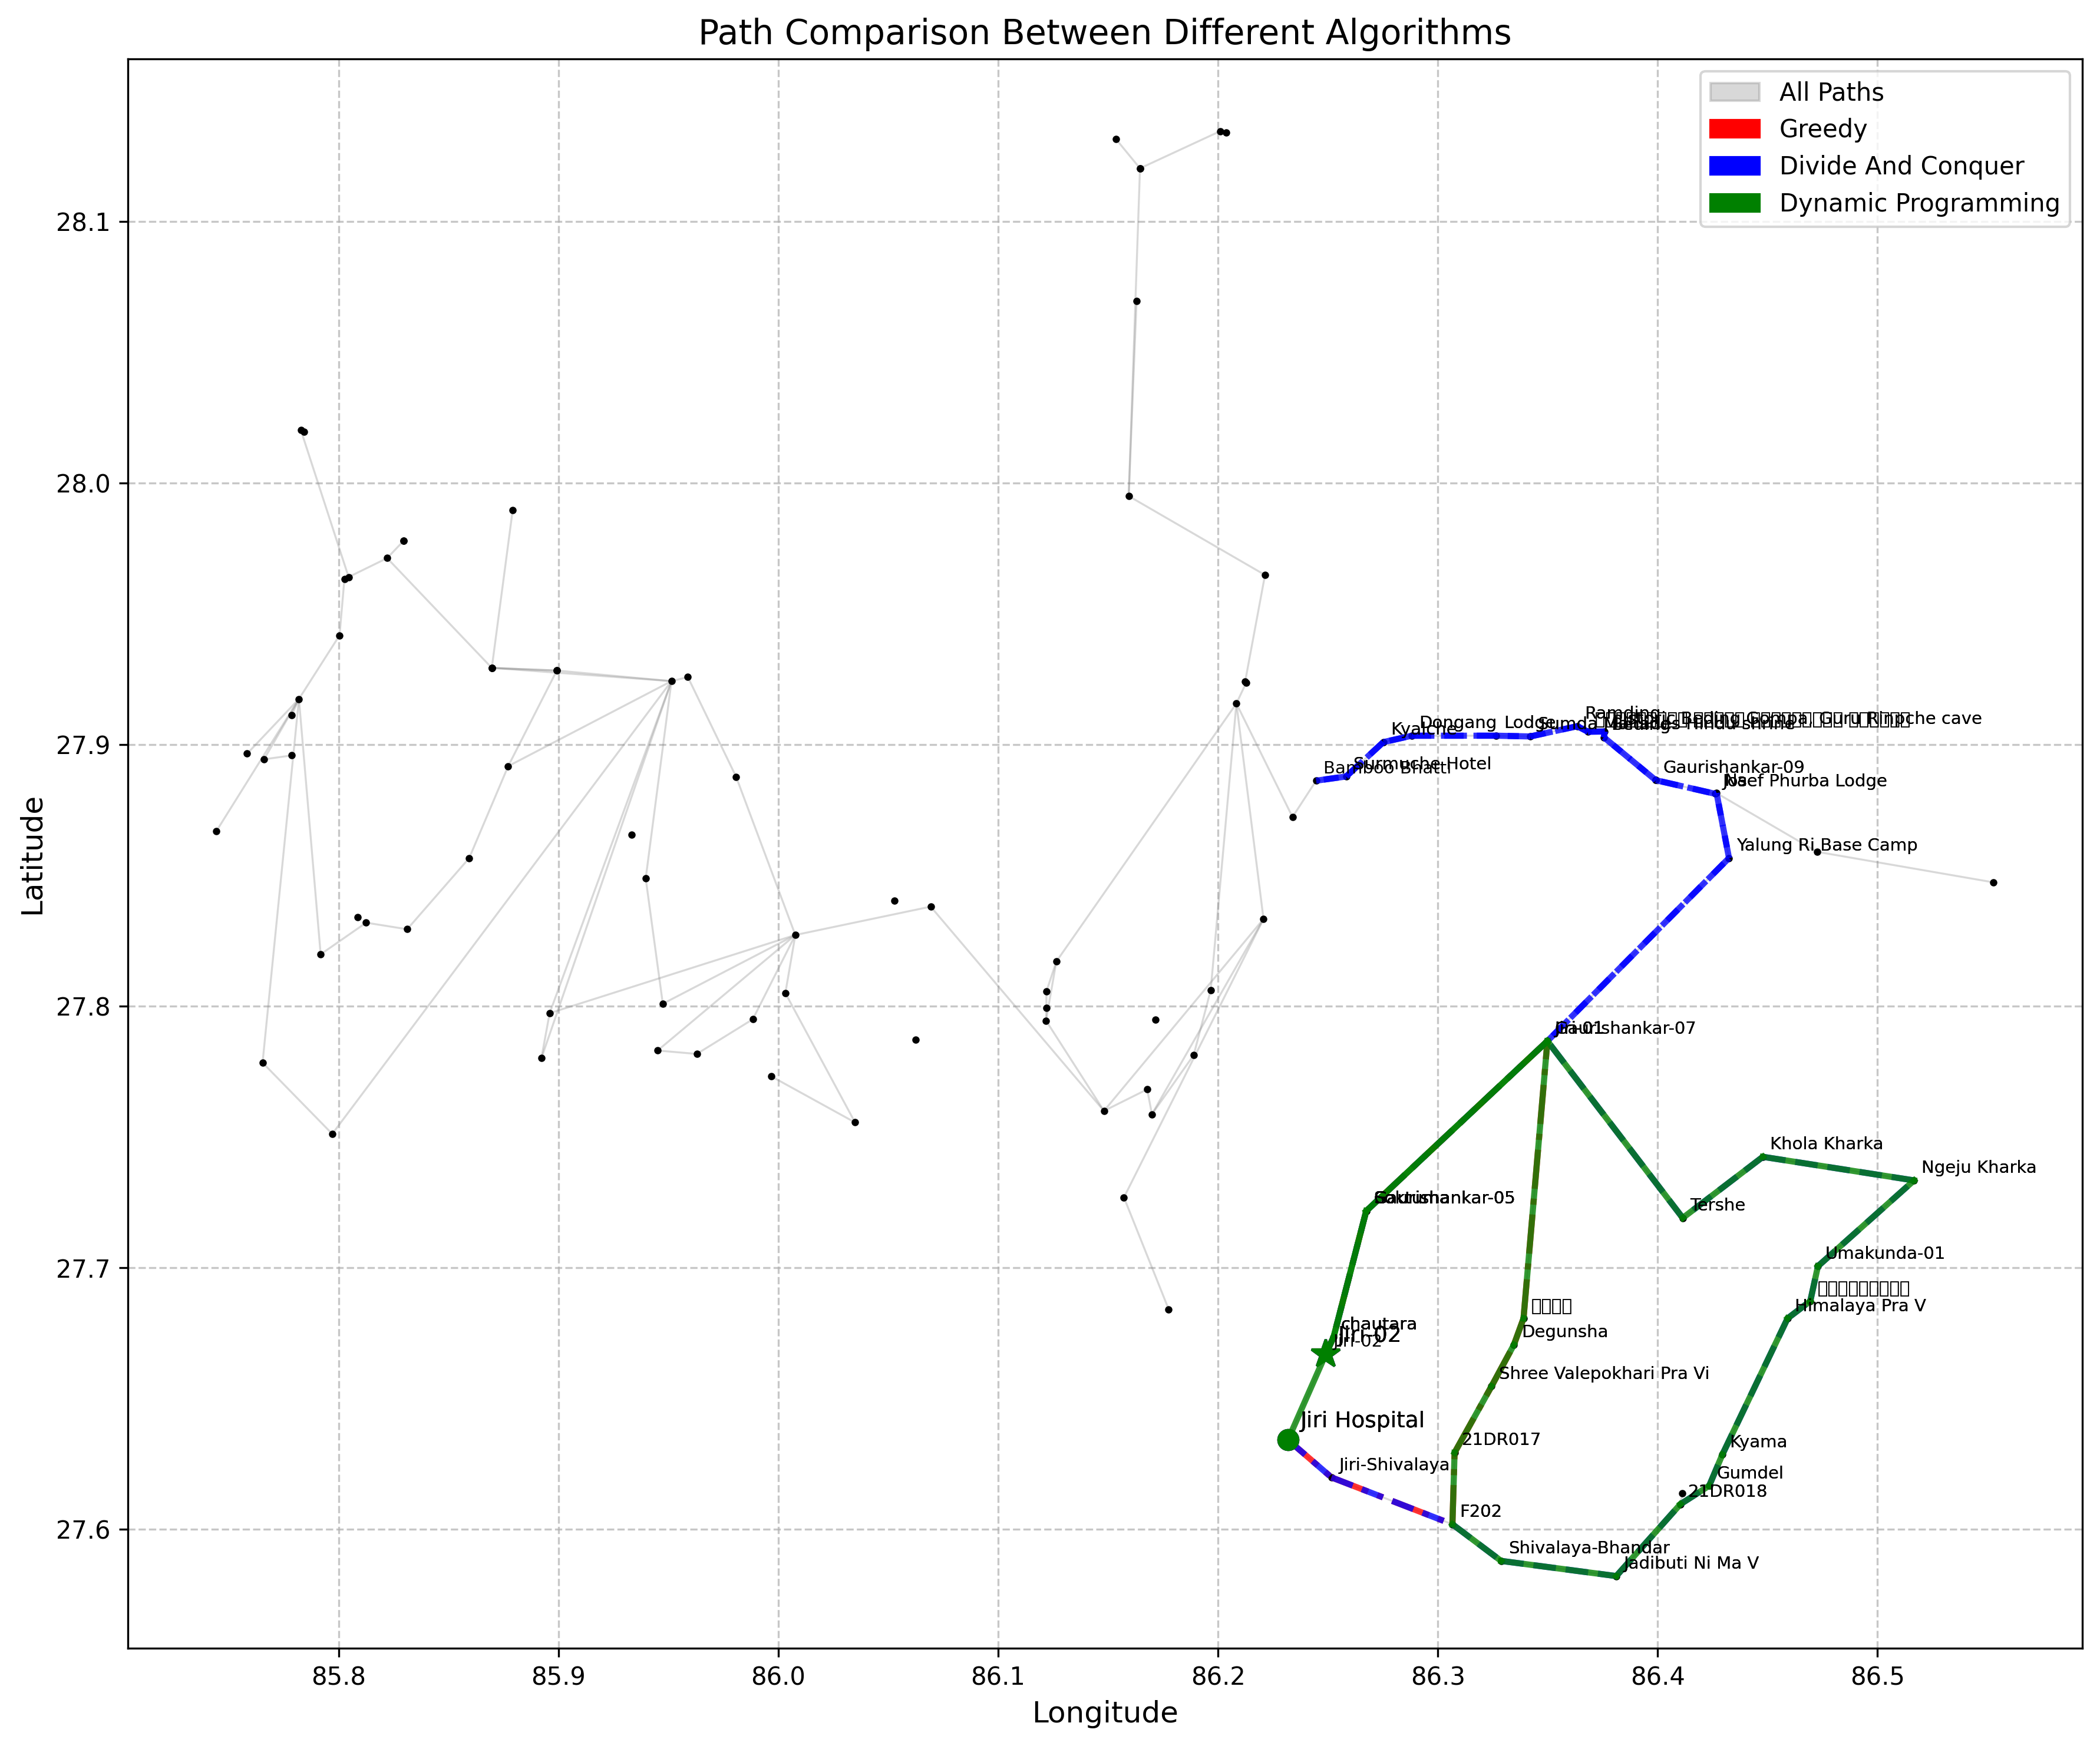 Path Comparison Between Different Algorithms
All Paths
Greedy
Divide And Conquer
Dynamic Programming
28.1
28.0
27.9
27.8
27.7
27.6
Latitude
85.8
85.9
86.0
86.1
86.2
86.3
86.4
86.5
Longitude
Ramding
Dongang Lodge
Kyalche
Bamboo Bhatti
Surmuche Hotel
Gaurishankar-09
Josef Phurba Lodge
Yalung Ri Base Camp
Gaurishankar-07
Khola Kharka
Ngeju Kharka
Tershe
Gaurishankar-05
Umakunda-01
Himalaya Pra V
chautara
Jiri-02
Jiri-02
Degunsha
Shree Valepokhari Pra Vi
Jiri Hospital
21DR017
Kyama
Jiri-Shivalaya
Gumdel
21DR018
F202
Shivalaya-Bhandar
Jadibuti Ni Ma V